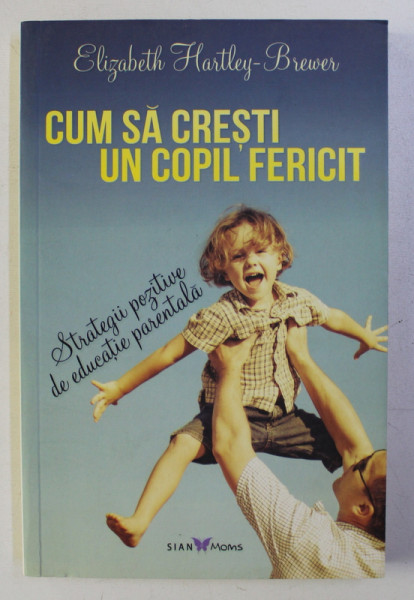 Elizabeth Hartley-Brewer
CUM SĂ CREȘTI
UN COPIL FERICIT
Strategii pozitive
de educație parentală
SIAN Moms